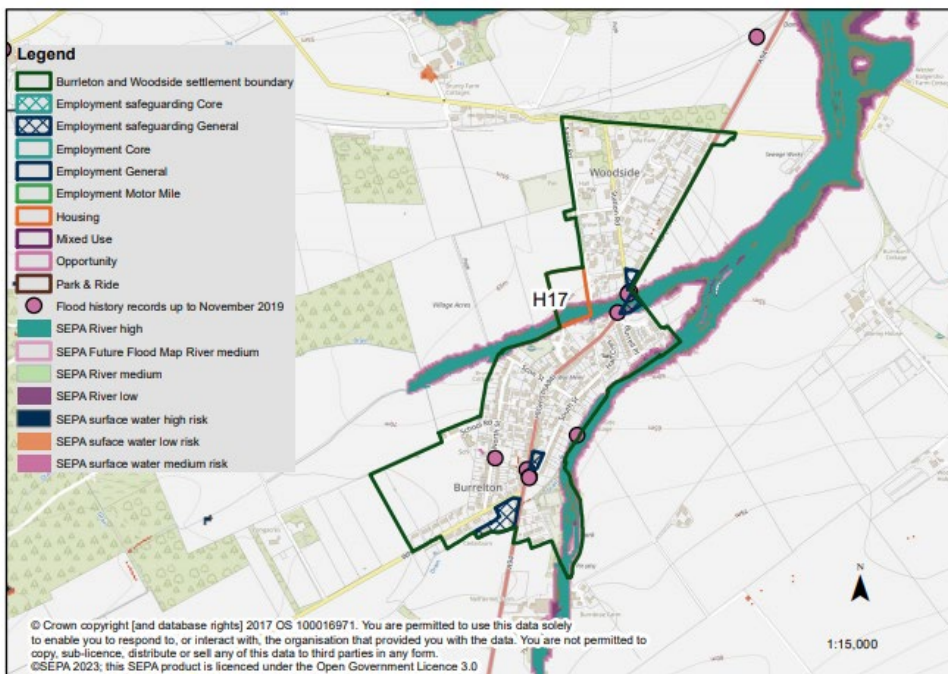 Legend
Burrleton and Woodside settlement boundary
Employment safeguarding Core
Employment safeguarding General
Employment Core
Employment General
Employment Motor Mile
Housing
Mixed Use
Opportunity
Park & Ride
Flood history records up to November 2019
SEPA River high
SEPA Future Flood Map River medium
SEPA River medium
SEPA River low
SEPA surface water high risk
SEPA suface water low risk
SEPA surface water medium risk
Woodside
H17
Village Acres
School Rd
Burrelton
Sewage Works
N
1:15,000
© Crown copyright [and database rights] 2017 OS 100016971. You are permitted to use this data solely
to enable you to respond to, or interact with, the organisation that provided you with the data. You are not permitted to
copy, sub-licence, distribute or sell any of this data to third parties in any form.
©SEPA 2023; this SEPA product is licenced under the Open Government Licence 3.0